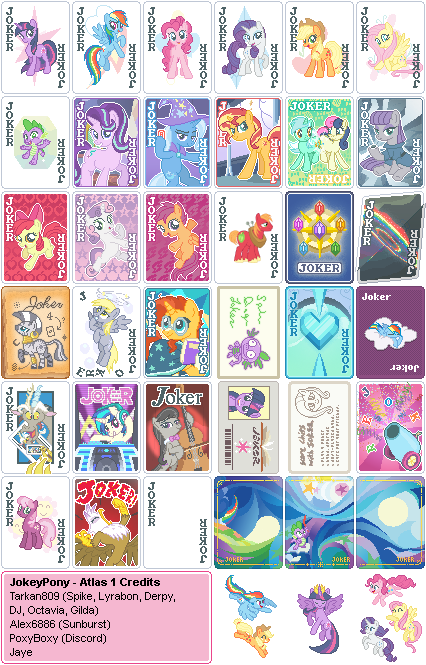 JOKER JOKER JOKER JOKER JOKER JOKER JOKER JOKER JOKER JOKER JOKER JOKER
JOKER JOKER JOKER JOKER JOKER JOKER JOKER JOKER JOKER JOKER JOKER JOKER
JOKER JOKER JOKER JOKER JOKER JOKER JOKER JOKER JOKER JOKER JOKER
Joker JOKER JOKER JOKER JOKER Joker
Joker
JOKER JOKER JOKER Joker JOKER
JOKER JOKER JOKER! JOKER JOKER JOKER JOKER JOKER
JokeyPony - Atlas 1 Credits
Tarkan809 (Spike, Lyrabon, Derpy,
DJ, Octavia, Gilda)
Alex6886 (Sunburst)
PoxyBoxy (Discord)
Jaye